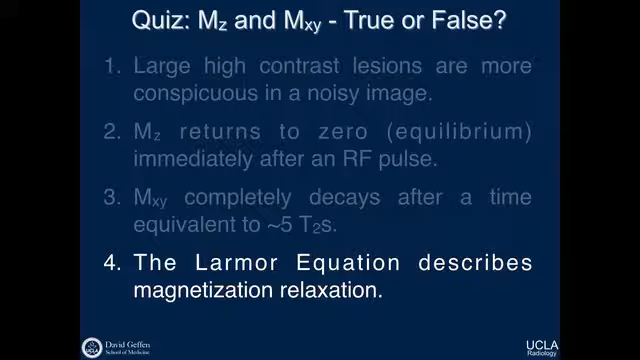 Quiz: Mz and Mxy - True or False?
1. Large high contrast lesions are more
conspicuous in a noisy image.
2. Mz returns to zero (equilibrium)
immediately after an RF pulse.
3. Mxy completely decays after a time
equivalent to ~5 T2s.
4. The Larmor Equation describes
magnetization relaxation.
David Geffen
School of Medicine
UCLA
Radiology